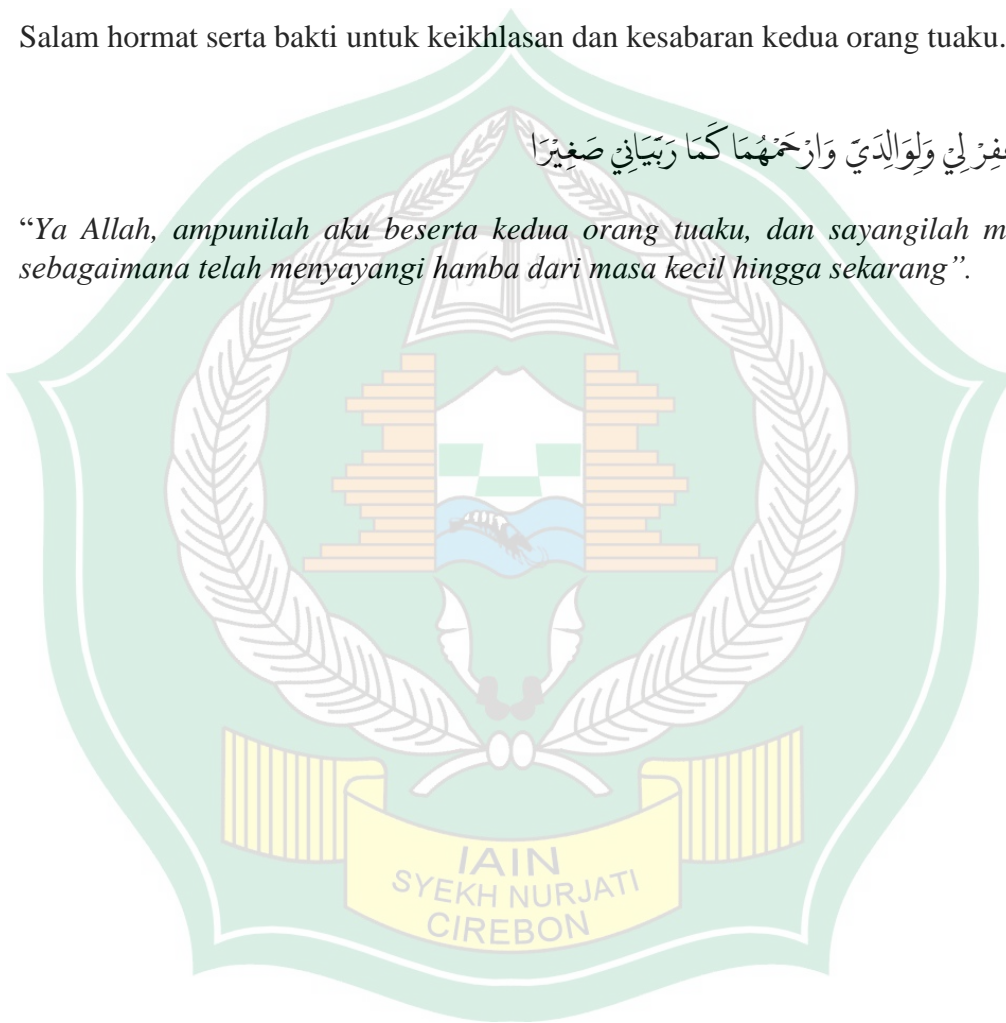 Salam hormat serta bakti untuk keikhlasan dan kesabaran kedua orang tuaku.
لِيْ وَلِوَالِدَيَّ وَارْحَمْهُمَا كَمَا رَبَّيَانِيْ صَغِيْرَا
“Ya Allah, ampunilah aku beserta kedua orang tuaku, dan sayangilah
sebagaimana telah menyayangi hamba dari masa kecil hingga sekarang”.
IAIN
SYEKH NURJATI
CIREBON